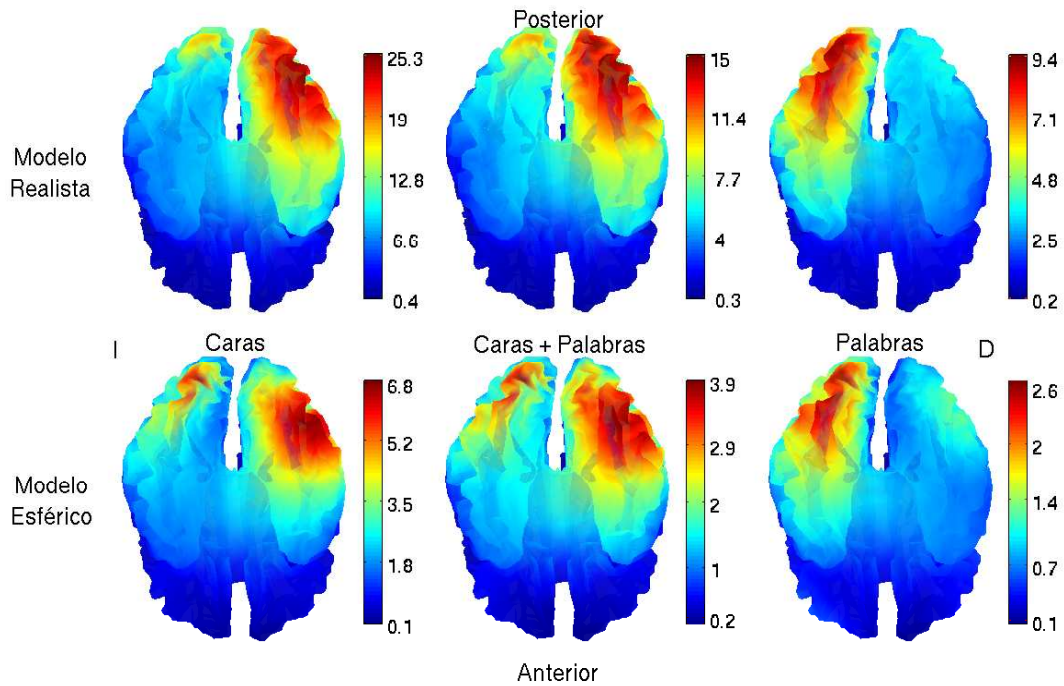 Posterior
25.3
19
12.8
6.6
0.4
15
11.4
7.7
4
0.3
9.4
7.1
4.8
2.5
0.2
Modelo
Realista
I
Caras
Caras + Palabras
Palabras
D
6.8
5.2
3.5
1.8
0.1
3.9
2.9
2
1
0.2
2.6
2
1.4
0.7
0.1
Modelo
Esférico
Anterior